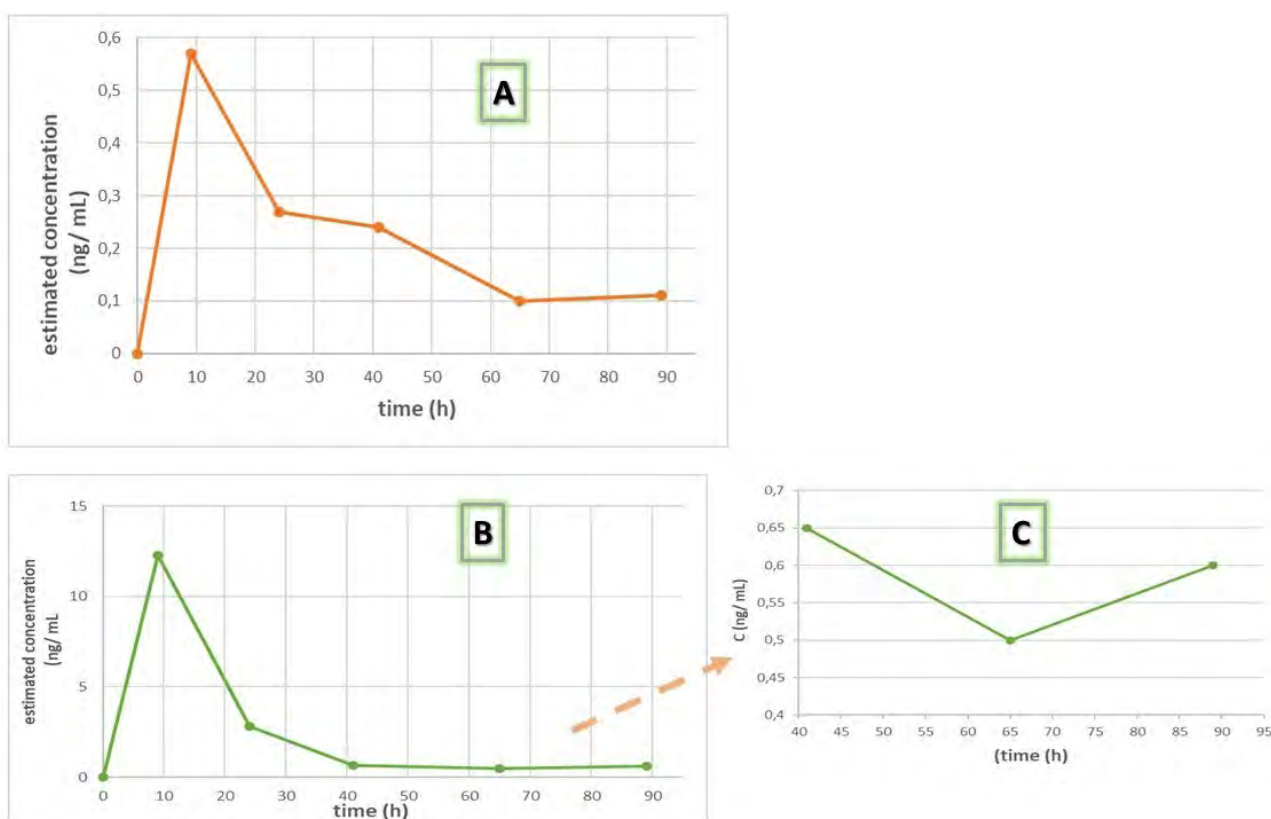 A
estimated concentration
(ng/ mL)
0,6
0,5
0,4
0,3
0,2
0,1
0
0 10 20 30 40 50 60 70 80 90
time (h)
B
estimated concentration
(ng/ mL
15
10
5
0
0 10 20 30 40 50 60 70 80 90
time (h)
C
C (ng/ mL)
0,7
0,65
0,6
0,55
0,5
0,45
0,4
40 45 50 55 60 65 70 75 80 85 90 95
(time (h)